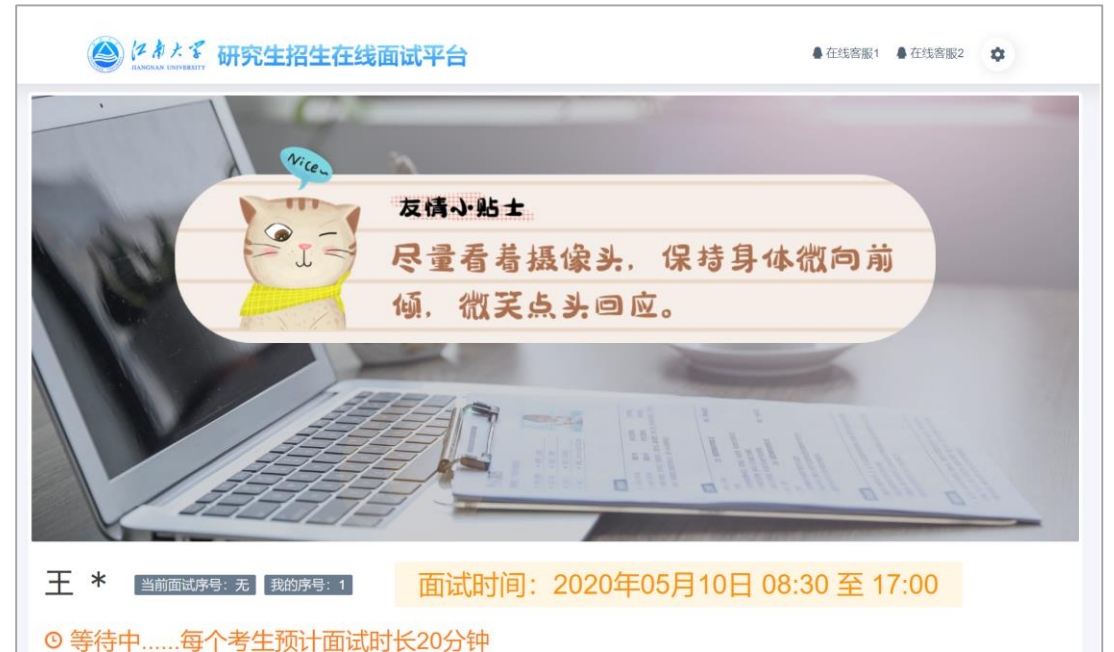 江南大学 研究生招生在线面试平台 在线客服1 在线客服2
JIANGNAN UNIVERSITY
Nice~
友情小贴士
尽量看着摄像头,保持身体微向前
倾,微笑点头回应。
王 * 当前面试序号:无 我的序号:1 面试时间:2020年05月10日 08:30 至 17:00
等待中......每个考生预计面试时长20分钟